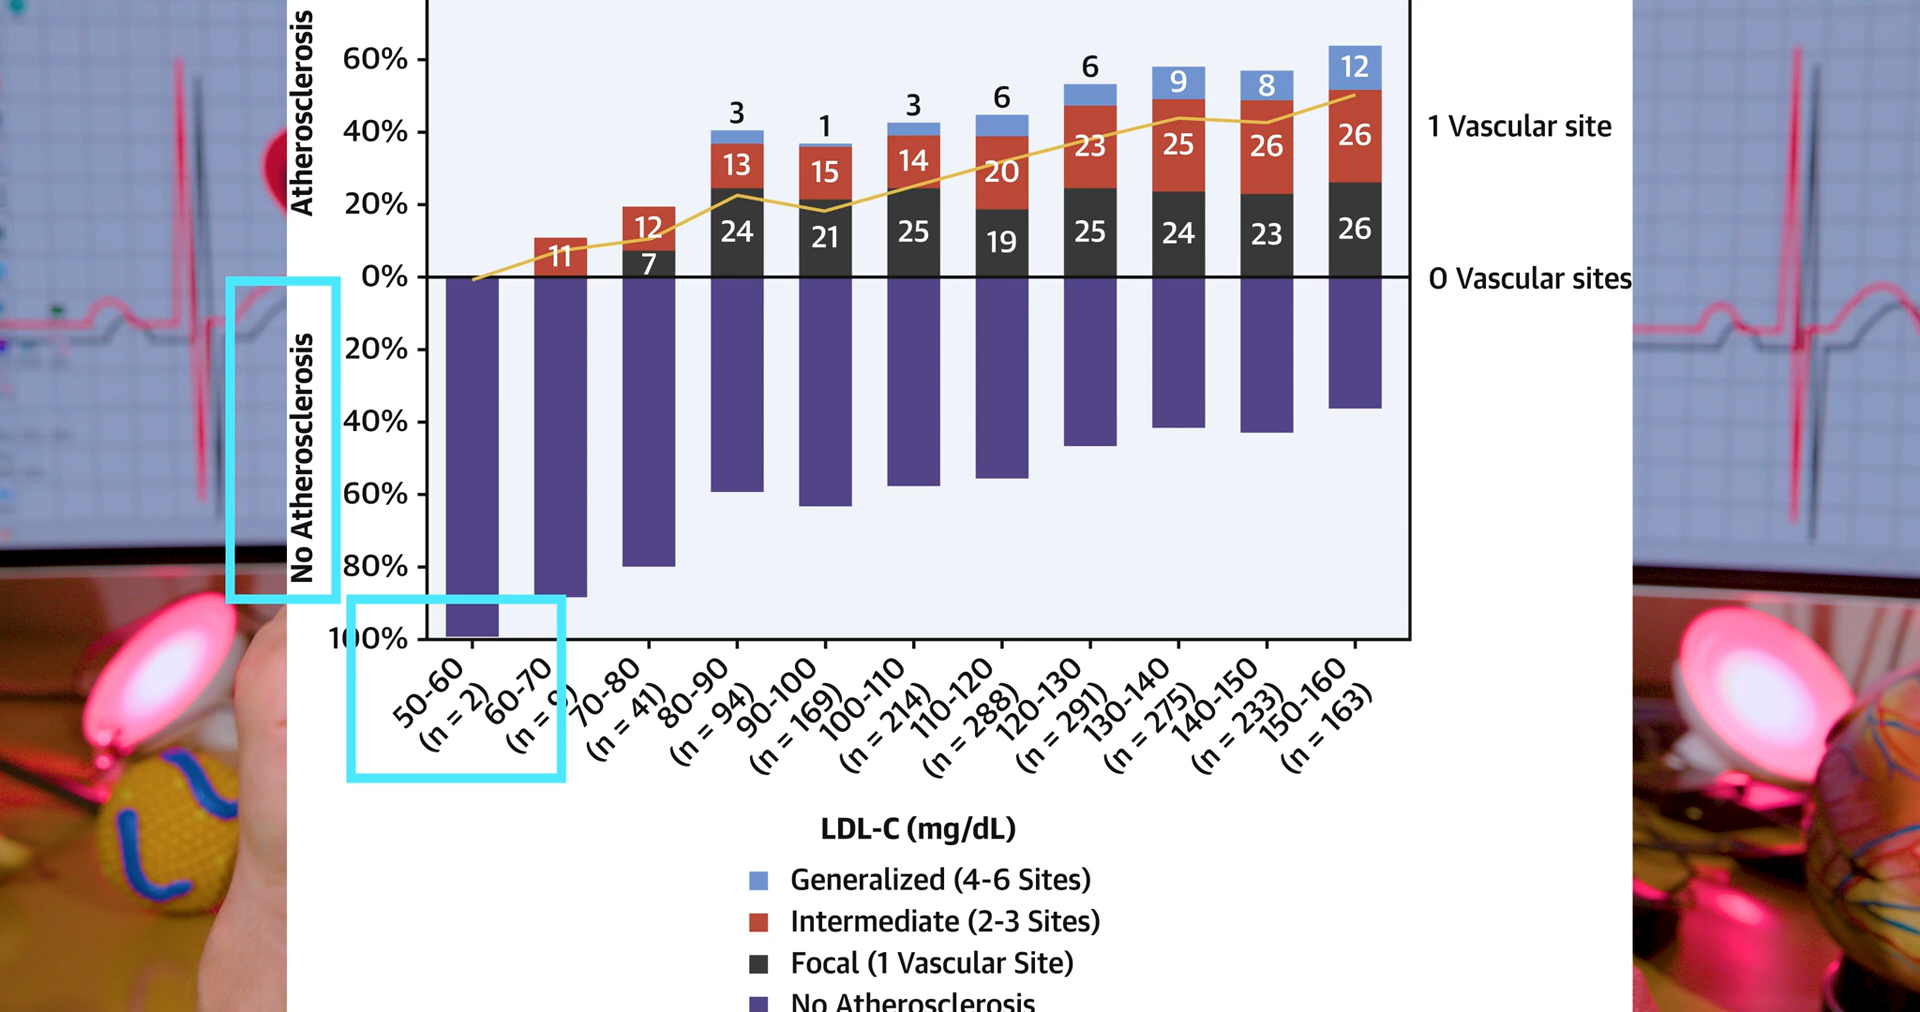 Atherosclerosis
No Atherosclerosis
60%
40%
20%
0%
20%
40%
60%
80%
100%
3
1
3
6
6
9
8
12
11
12
13
15
14
20
23
25
26
26
7
24
21
25
19
25
24
23
26
1 Vascular site
0 Vascular sites
50-60
(n = 2)
60-70
(n = 9)
70-80
(n = 41)
80-90
(n = 94)
90-100
(n = 169)
100-110
(n = 214)
110-120
(n = 288)
120-130
(n = 291)
130-140
(n = 275)
140-150
(n = 233)
150-160
(n = 163)
LDL-C (mg/dL)
Generalized (4-6 Sites)
Intermediate (2-3 Sites)
Focal (1 Vascular Site)
No Atherosclerosis